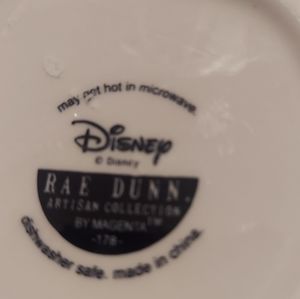 may get hot in microwave.
Disney
© Disney
RAE DUNN.
ARTISAN COLLECTION
BY MAGENTA™
-178-
dishwasher safe. made in china.